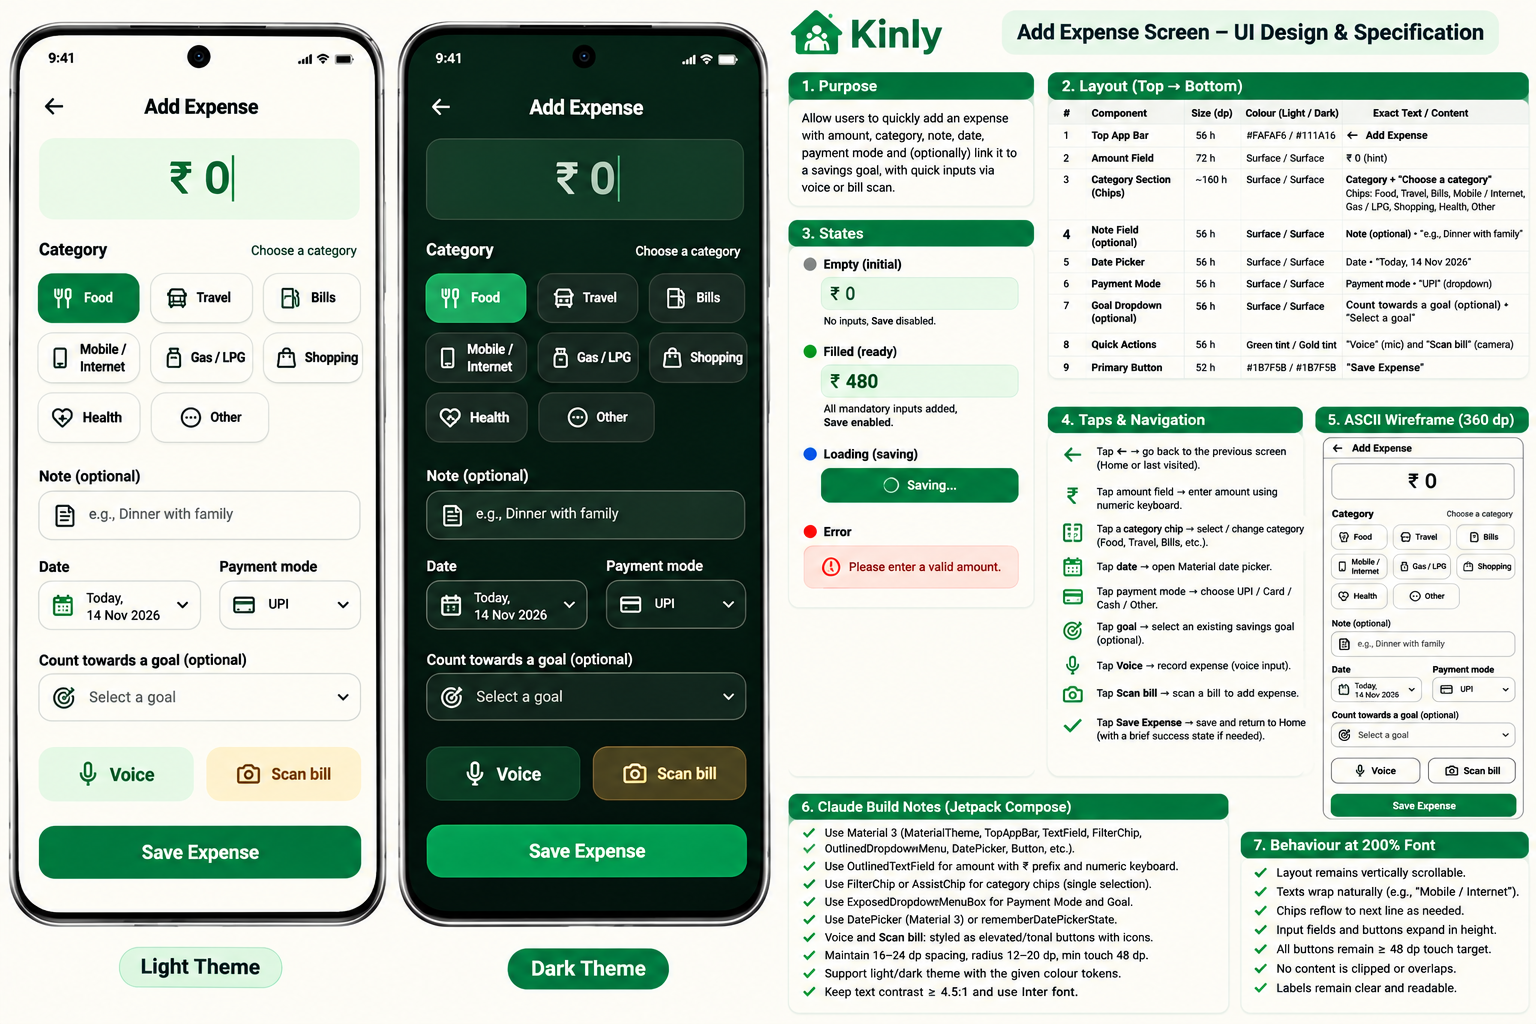 9:41
Add Expense
₹ 0
Category
Choose a category
Food
Travel
Bills
Mobile /
Internet
Gas / LPG
Shopping
Health
Other
Note (optional)
e.g., Dinner with family
Date
Payment mode
Today,
14 Nov 2026
UPI
Count towards a goal (optional)
Select a goal
Voice
Scan bill
Save Expense
Light Theme
9:41
Add Expense
₹ 0
Category
Choose a category
Food
Travel
Bills
Mobile /
Internet
Gas / LPG
Shopping
Health
Other
Note (optional)
e.g., Dinner with family
Date
Payment mode
Today,
14 Nov 2026
UPI
Count towards a goal (optional)
Select a goal
Voice
Scan bill
Save Expense
Dark Theme
Kinly
Add Expense Screen – UI Design & Specification
1. Purpose
Allow users to quickly add an expense
with amount, category, note, date,
payment mode and (optionally) link it to
a savings goal, with quick inputs via
voice or bill scan.
2. Layout (Top → Bottom)
# Component Size (dp) Colour (Light / Dark) Exact Text / Content
1 Top App Bar 56 h #FAFAF6 / #111A16 ← Add Expense
2 Amount Field 72 h Surface / Surface ₹ 0 (hint)
3 Category Section ~160 h Surface / Surface Category + "Choose a category"
(Chips) Chips: Food, Travel, Bills, Mobile / Internet,
Gas / LPG, Shopping, Health, Other
4 Note Field 56 h Surface / Surface Note (optional) • "e.g., Dinner with family"
(optional)
5 Date Picker 56 h Surface / Surface Date • "Today, 14 Nov 2026"
6 Payment Mode 56 h Surface / Surface Payment mode • "UPI" (dropdown)
7 Goal Dropdown 56 h Surface / Surface Count towards a goal (optional) •
(optional) "Select a goal"
8 Quick Actions 56 h Green tint / Gold tint "Voice" (mic) and "Scan bill" (camera)
9 Primary Button 52 h #1B7F5B / #1B7F5B "Save Expense"
3. States
Empty (initial)
₹ 0
No inputs, Save disabled.
Filled (ready)
₹ 480
All mandatory inputs added,
Save enabled.
Loading (saving)
Saving...
Error
Please enter a valid amount.
4. Taps & Navigation
Tap ← → go back to the previous screen
(Home or last visited).
Tap amount field → enter amount using
numeric keyboard.
Tap a category chip → select / change category
(Food, Travel, Bills, etc.).
Tap date → open Material date picker.
Tap payment mode → choose UPI / Card /
Cash / Other.
Tap goal → select an existing savings goal
(optional).
Tap Voice → record expense (voice input).
Tap Scan bill → scan a bill to add expense.
Tap Save Expense → save and return to Home
(with a brief success state if needed).
5. ASCII Wireframe (360 dp)
← Add Expense
₹ 0
Category
Choose a category
Food
Travel
Bills
Mobile /
Internet
Gas / LPG
Shopping
Health
Other
Note (optional)
e.g., Dinner with family
Date
Payment mode
Today,
14 Nov 2026
UPI
Count towards a goal (optional)
Select a goal
Voice
Scan bill
Save Expense
6. Claude Build Notes (Jetpack Compose)
Use Material 3 (MaterialTheme, TopAppBar, TextField, FilterChip,
OutlinedDropdownMenu, DatePicker, Button, etc.).
Use OutlinedTextField for amount with ₹ prefix and numeric keyboard.
Use FilterChip or AssistChip for category chips (single selection).
Use ExposedDropdownMenuBox for Payment Mode and Goal.
Use DatePicker (Material 3) or rememberDatePickerState.
Voice and Scan bill: styled as elevated/tonal buttons with icons.
Maintain 16–24 dp spacing, radius 12–20 dp, min touch 48 dp.
Support light/dark theme with the given colour tokens.
Keep text contrast ≥ 4.5:1 and use Inter font.
7. Behaviour at 200% Font
Layout remains vertically scrollable.
Texts wrap naturally (e.g., "Mobile / Internet").
Chips reflow to next line as needed.
Input fields and buttons expand in height.
All buttons remain ≥ 48 dp touch target.
No content is clipped or overlaps.
Labels remain clear and readable.